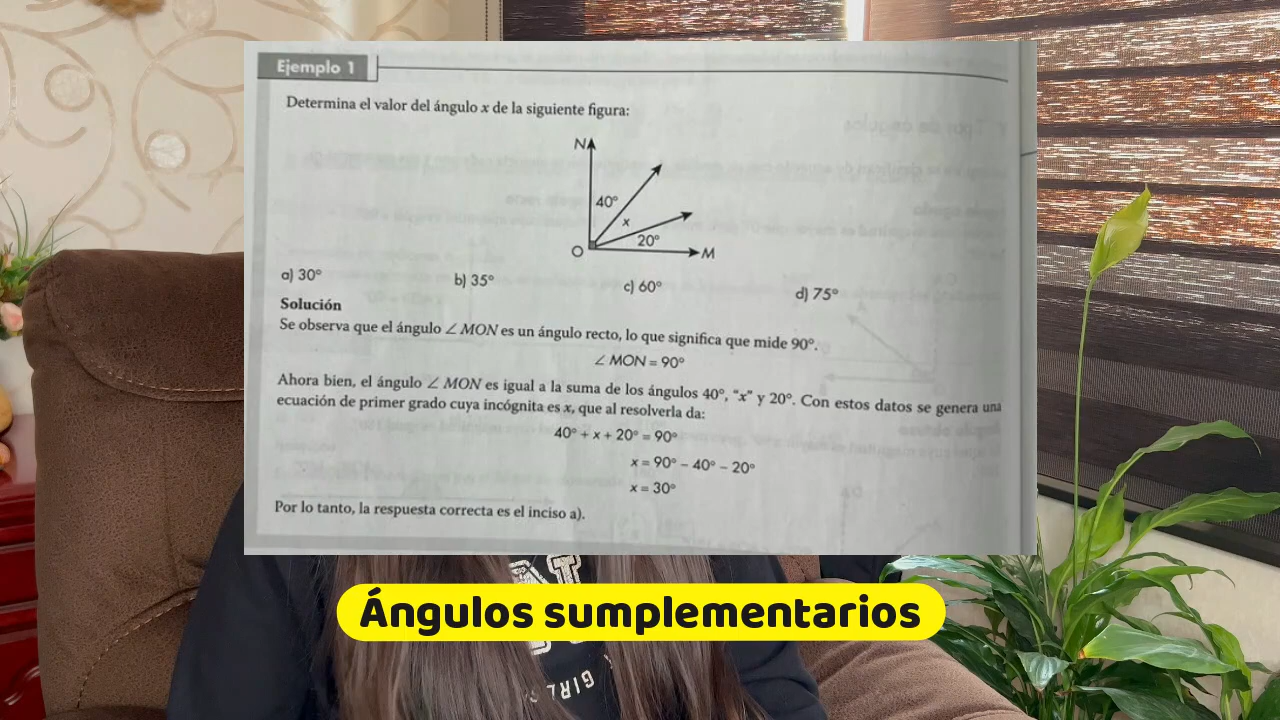 Ejemplo 1
Determina el valor del ángulo x de la siguiente figura:
N
40°
x
20°
O
M
a) 30°
b) 35°
c) 60°
d) 75°
Solución
Se observa que el ángulo ∠ MON es un ángulo recto, lo que significa que mide 90°.
∠ MON = 90°
Ahora bien, el ángulo ∠ MON es igual a la suma de los ángulos 40°, "x" y 20°. Con estos datos se genera una
ecuación de primer grado cuya incógnita es x, que al resolverla da:
40° + x + 20° = 90°
x = 90° – 40° – 20°
x = 30°
Por lo tanto, la respuesta correcta es el inciso a).
Ángulos sumplementarios
GIRL